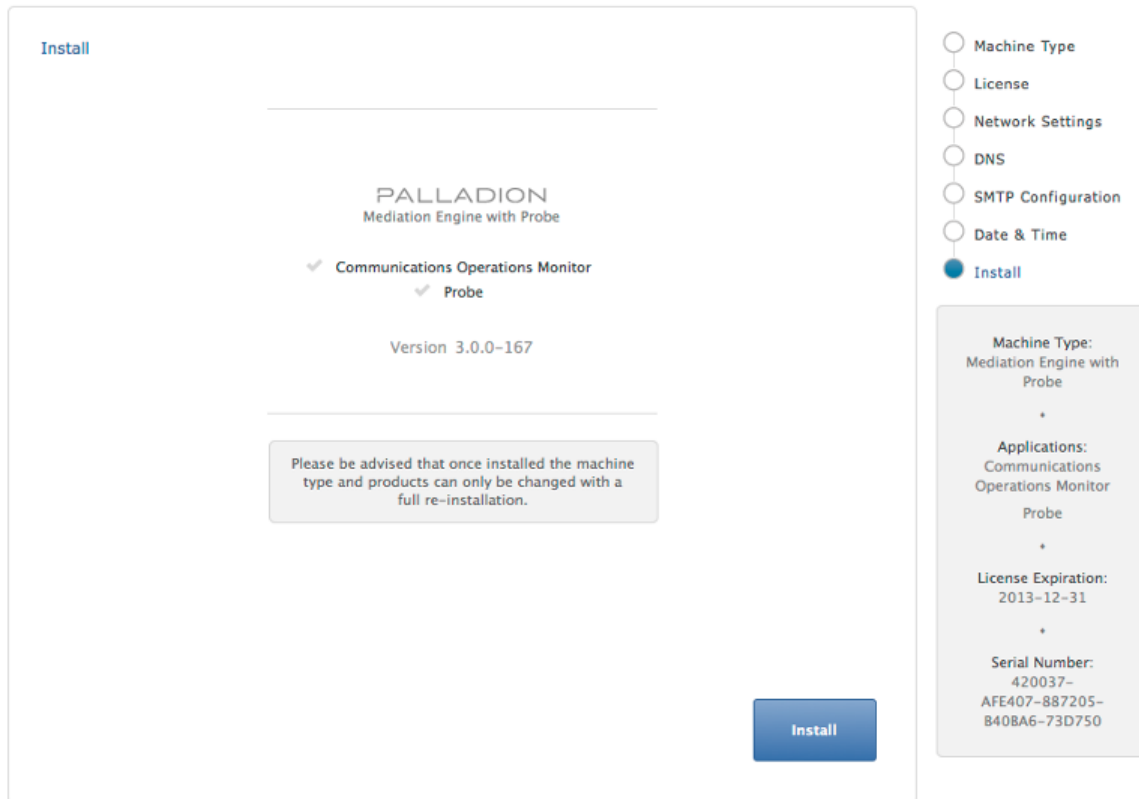 Install
PALLADION
Mediation Engine with Probe
Communications Operations Monitor
Probe
Version 3.0.0-167
Please be advised that once installed the machine
type and products can only be changed with a
full re-installation.
Install
Machine Type
License
Network Settings
DNS
SMTP Configuration
Date & Time
Install
Machine Type:
Mediation Engine with
Probe
Applications:
Communications
Operations Monitor
Probe
License Expiration:
2013-12-31
Serial Number:
420037-
AFE407-887205-
B40BA6-73D750